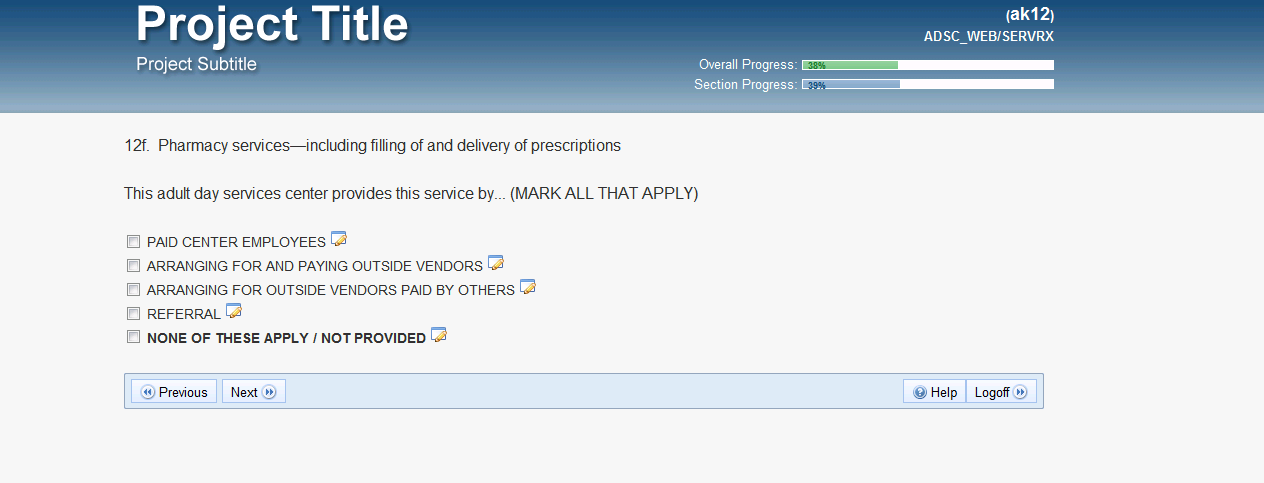 Project Title
Project Subtitle
(ak12)
ADSC_WEB/SERVRX
Overall Progress: 38%
Section Progress: 39%
12f. Pharmacy services—including filling of and delivery of prescriptions
This adult day services center provides this service by... (MARK ALL THAT APPLY)
PAID CENTER EMPLOYEES
ARRANGING FOR AND PAYING OUTSIDE VENDORS
ARRANGING FOR OUTSIDE VENDORS PAID BY OTHERS
REFERRAL
NONE OF THESE APPLY / NOT PROVIDED
Previous Next Help Logoff